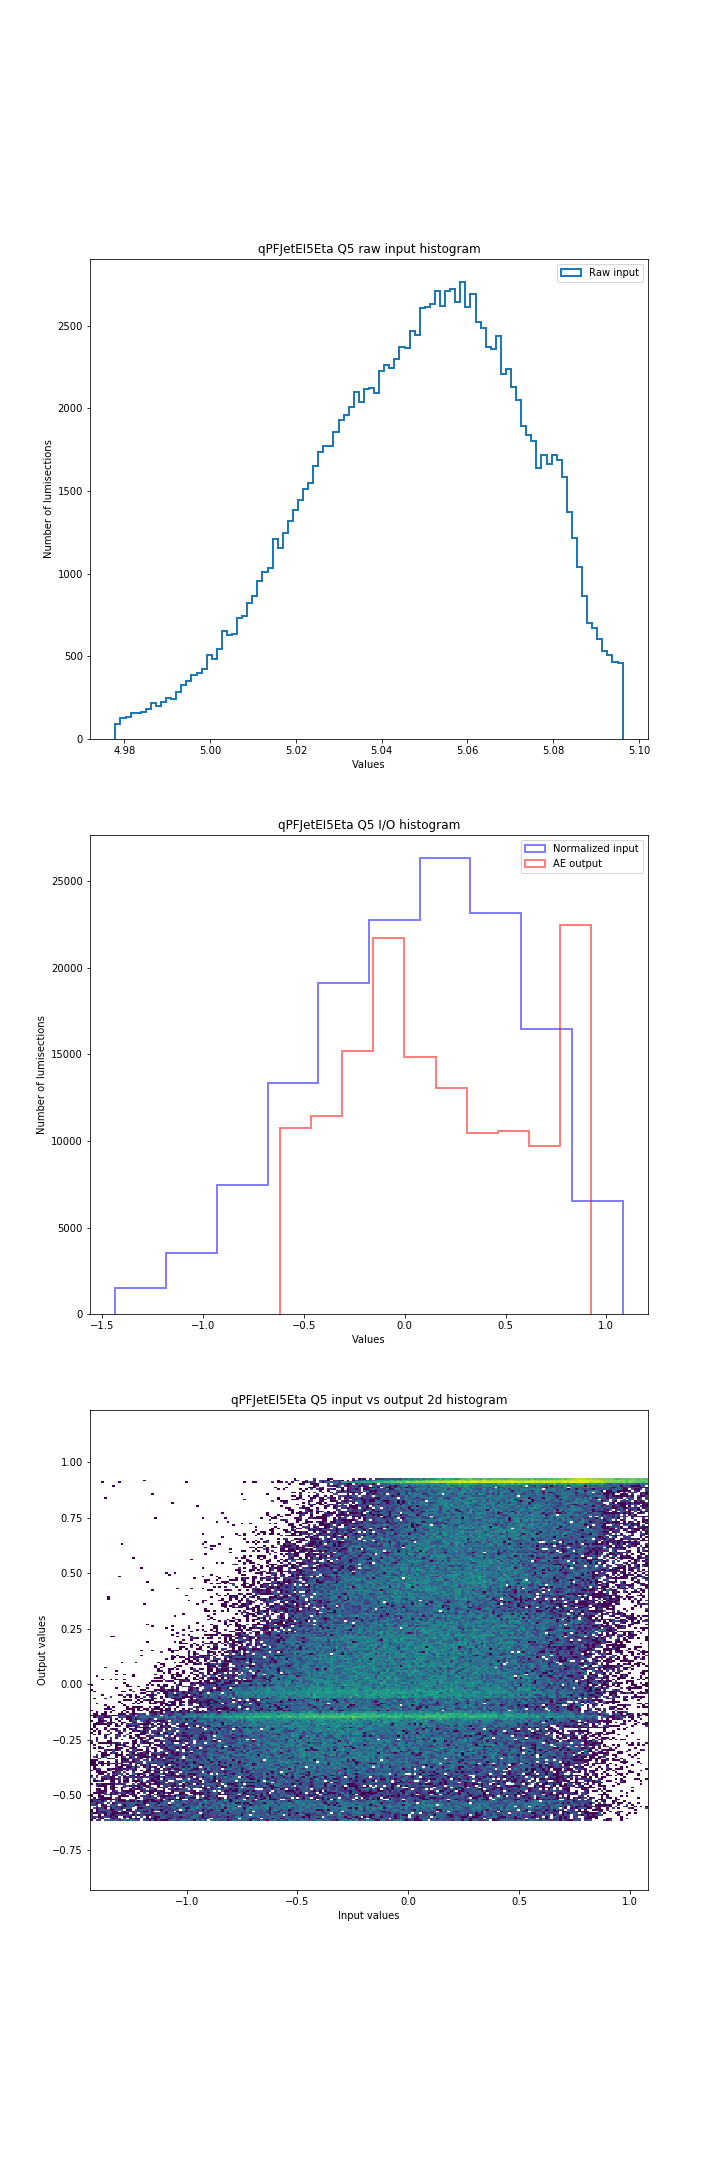 qPFJetEI5Eta Q5 raw input histogram
Raw input
Number of lumisections
2500
2000
1500
1000
500
0
4.98 5.00 5.02 5.04 5.06 5.08 5.10
Values
qPFJetEI5Eta Q5 I/O histogram
Normalized input
AE output
Number of lumisections
25000
20000
15000
10000
5000
0
−1.5 −1.0 −0.5 0.0 0.5 1.0
Values
qPFJetEI5Eta Q5 input vs output 2d histogram
Output values
1.00
0.75
0.50
0.25
0.00
−0.25
−0.50
−0.75
−1.0 −0.5 0.0 0.5 1.0
Input values